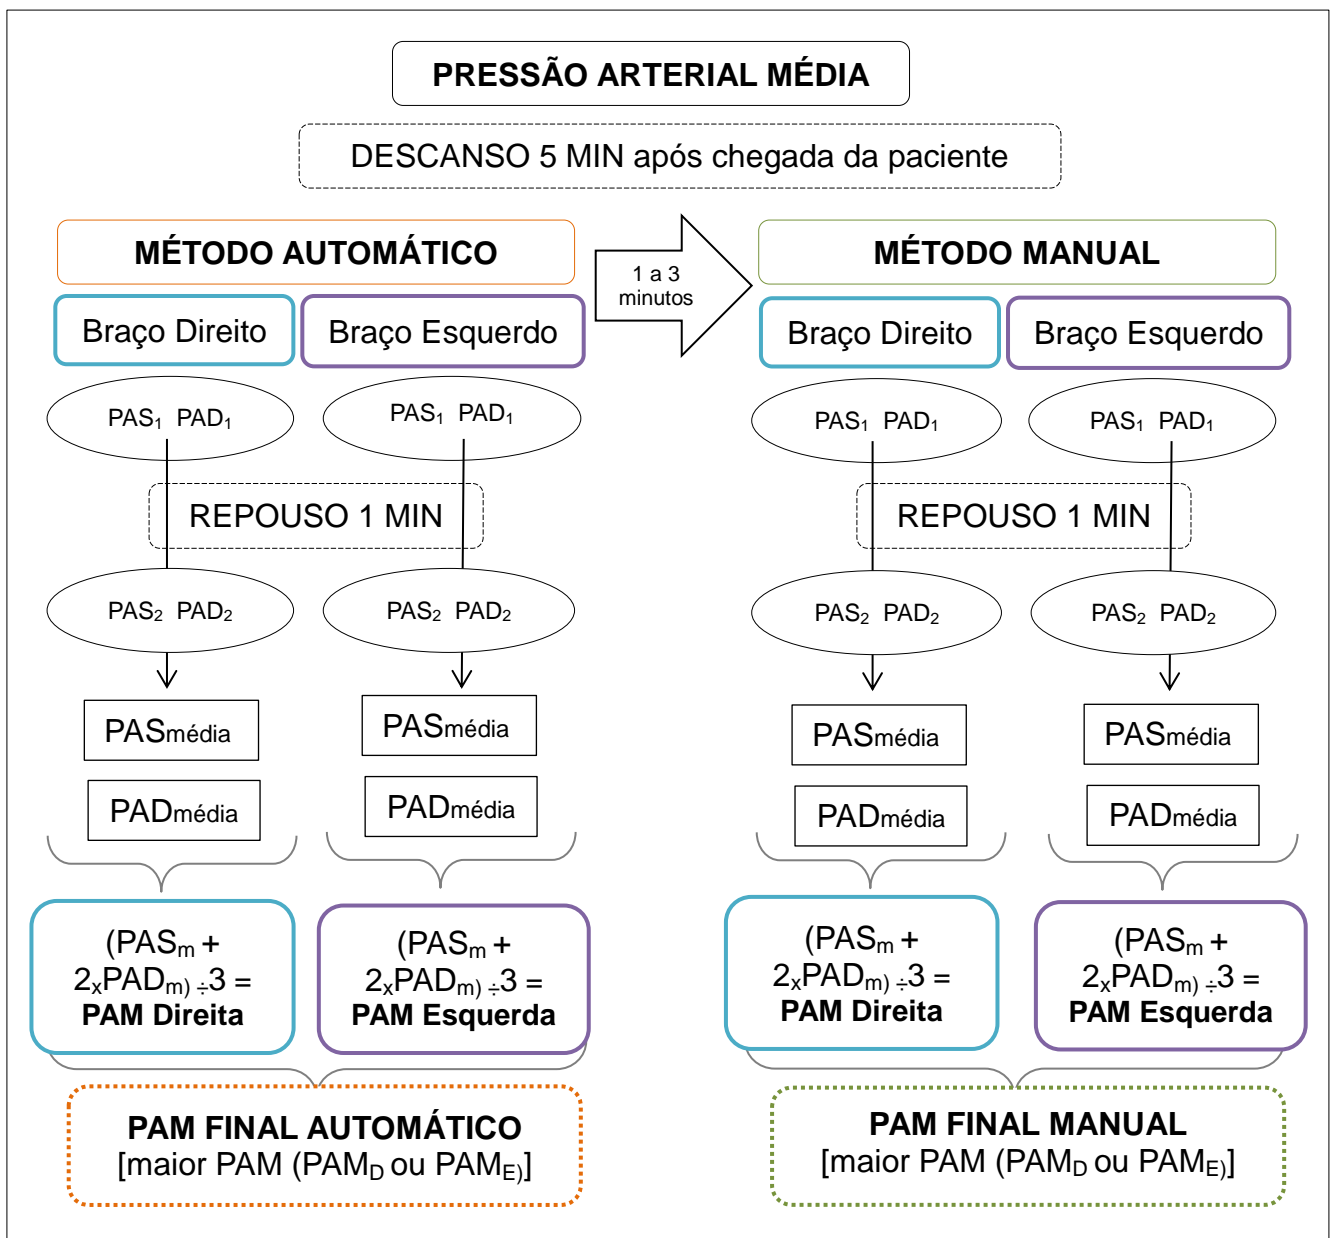 PRESSÃO ARTERIAL MÉDIA
DESCANSO 5 MIN após chegada da paciente
MÉTODO AUTOMÁTICO
1 a 3
minutos
MÉTODO MANUAL
Braço Direito
Braço Esquerdo
Braço Direito
Braço Esquerdo
PAS1 PAD1
PAS1 PAD1
PAS1 PAD1
PAS1 PAD1
REPOUSO 1 MIN
REPOUSO 1 MIN
PAS2 PAD2
PAS2 PAD2
PAS2 PAD2
PAS2 PAD2
PASmédia
PASmédia
PASmédia
PASmédia
PADmédia
PADmédia
PADmédia
PADmédia
(PASm +
2xPADm) ÷3 =
PAM Direita
(PASm +
2xPADm) ÷3 =
PAM Esquerda
(PASm +
2xPADm) ÷3 =
PAM Direita
(PASm +
2xPADm) ÷3 =
PAM Esquerda
PAM FINAL AUTOMÁTICO
[maior PAM (PAMD ou PAME)]
PAM FINAL MANUAL
[maior PAM (PAMD ou PAME)]